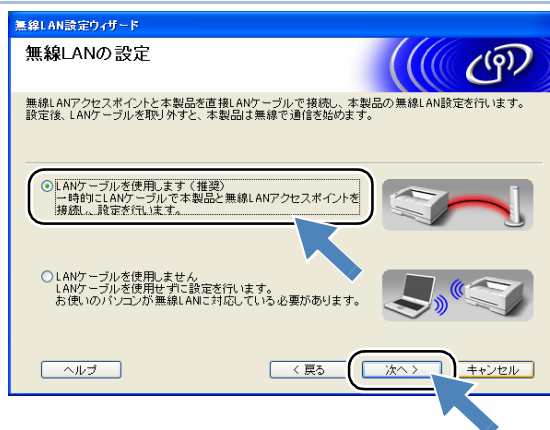 無線LAN設定ウィザード
無線LANの設定
無線LANアクセスポイントと本製品を直接LANケーブルで接続し、本製品の無線LAN設定を行います。
設定後、LANケーブルを取り外すと、本製品は無線で通信を始めます。
LANケーブルを使用します(推奨)
一時的にLANケーブルで本製品と無線LANアクセスポイントを
接続し、設定を行います。
LANケーブルを使用しません
LANケーブルを使用せずに設定を行います。
お使いのパソコンが無線LANに対応している必要があります。
ヘルプ
< 戻る
次へ >
キャンセル